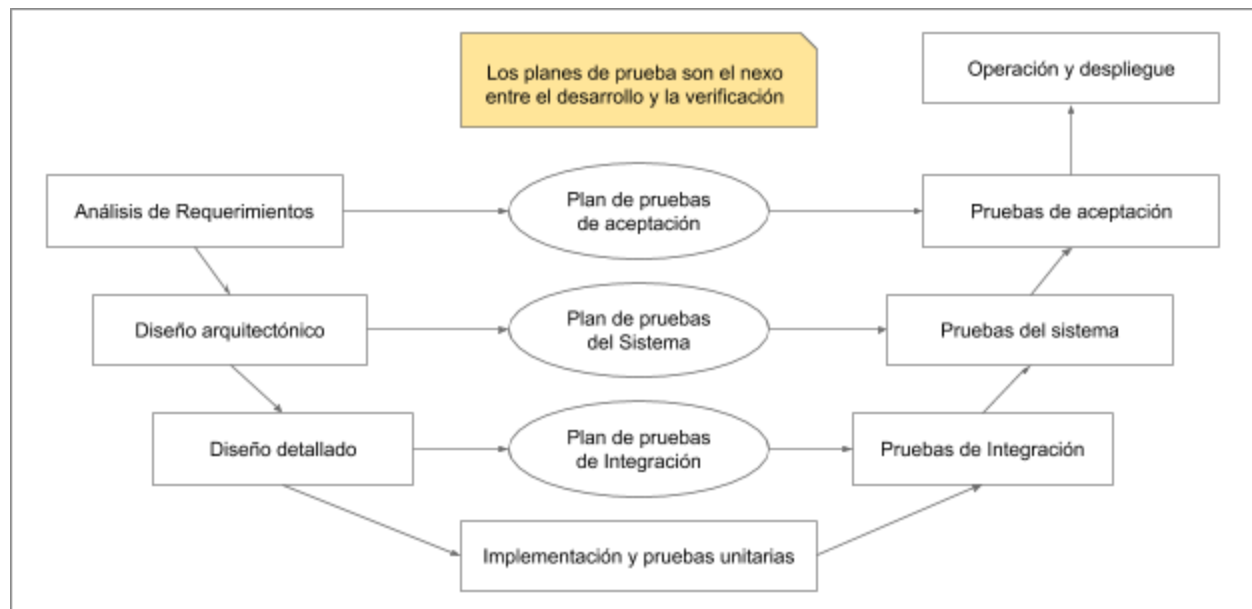 Los planes de prueba son el nexo
entre el desarrollo y la verificación
Operación y despliegue
Análisis de Requerimientos
Plan de pruebas
de aceptación
Pruebas de aceptación
Diseño arquitectónico
Plan de pruebas
del Sistema
Pruebas del sistema
Diseño detallado
Plan de pruebas
de Integración
Pruebas de Integración
Implementación y pruebas unitarias